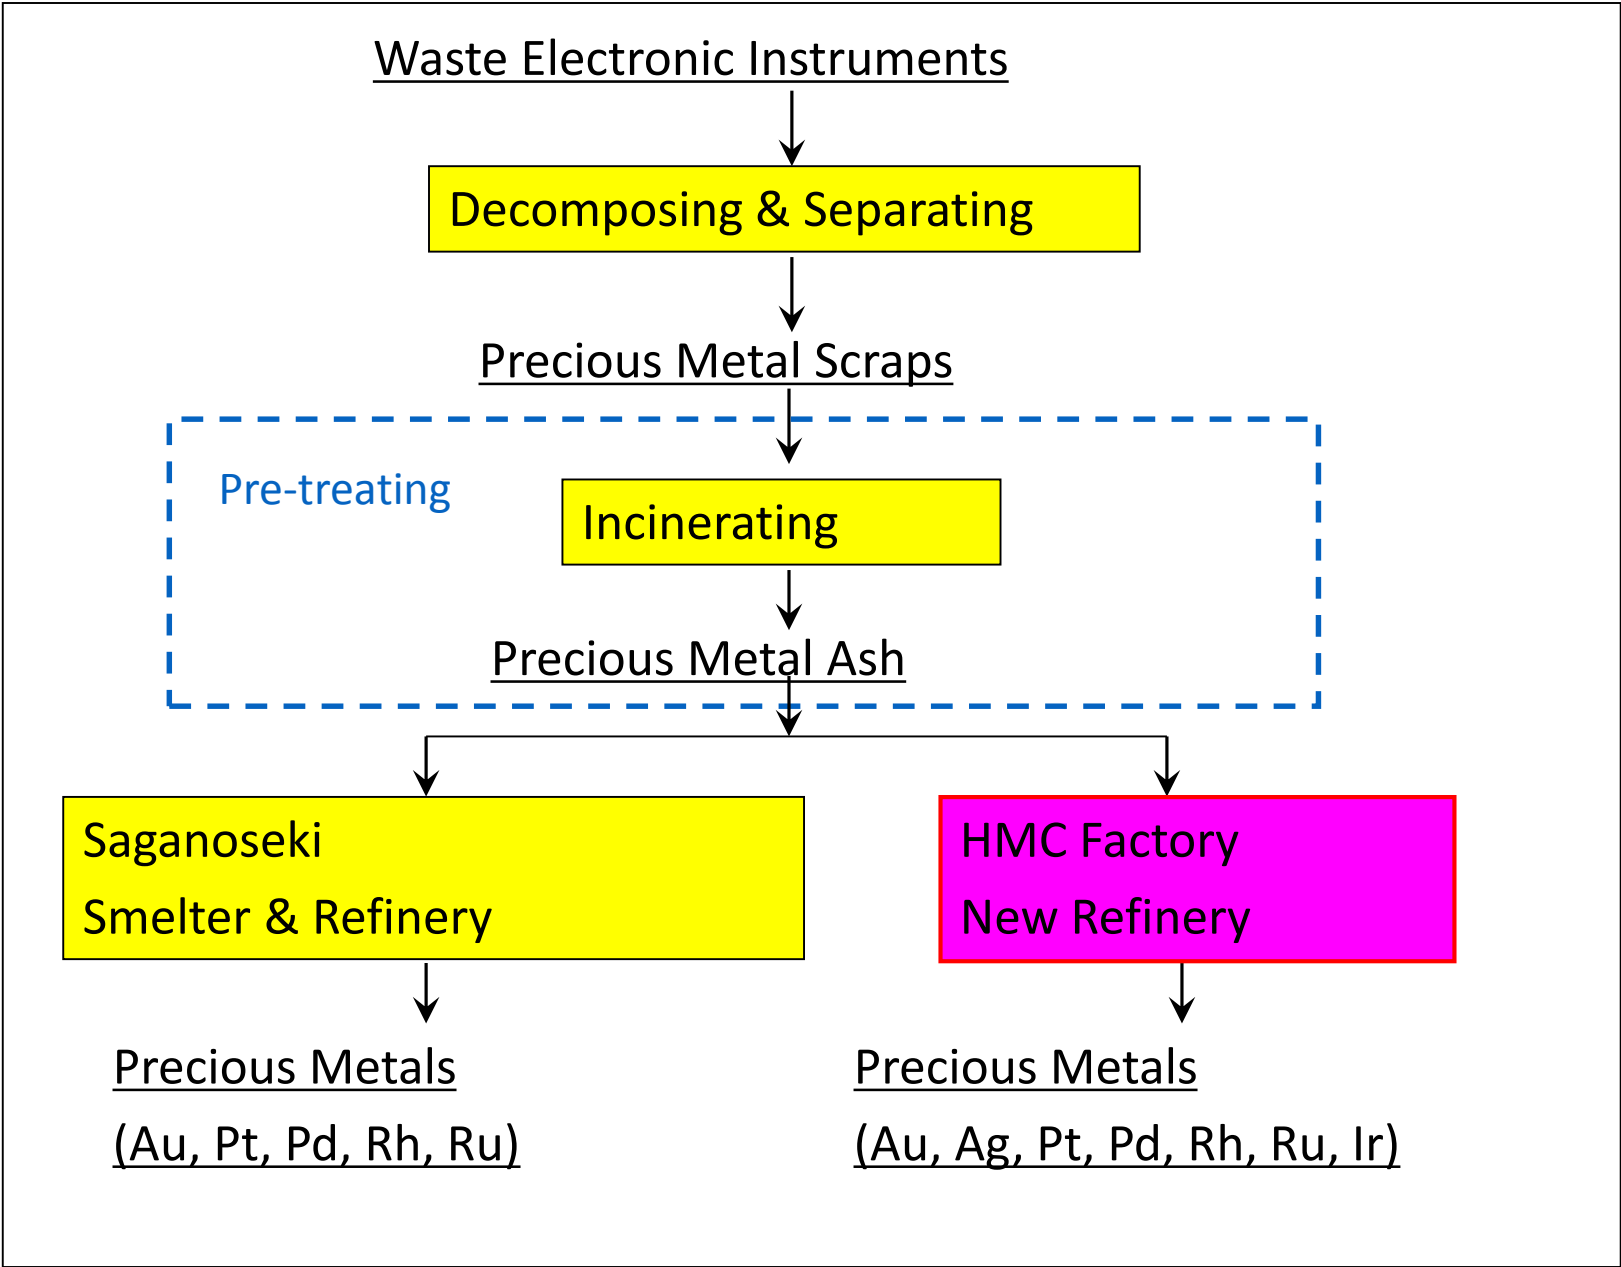 Waste Electronic Instruments
Decomposing & Separating
Precious Metal Scraps
Pre-treating
Incinerating
Precious Metal Ash
Saganoseki
Smelter & Refinery
HMC Factory
New Refinery
Precious Metals
(Au, Pt, Pd, Rh, Ru)
Precious Metals
(Au, Ag, Pt, Pd, Rh, Ru, Ir)